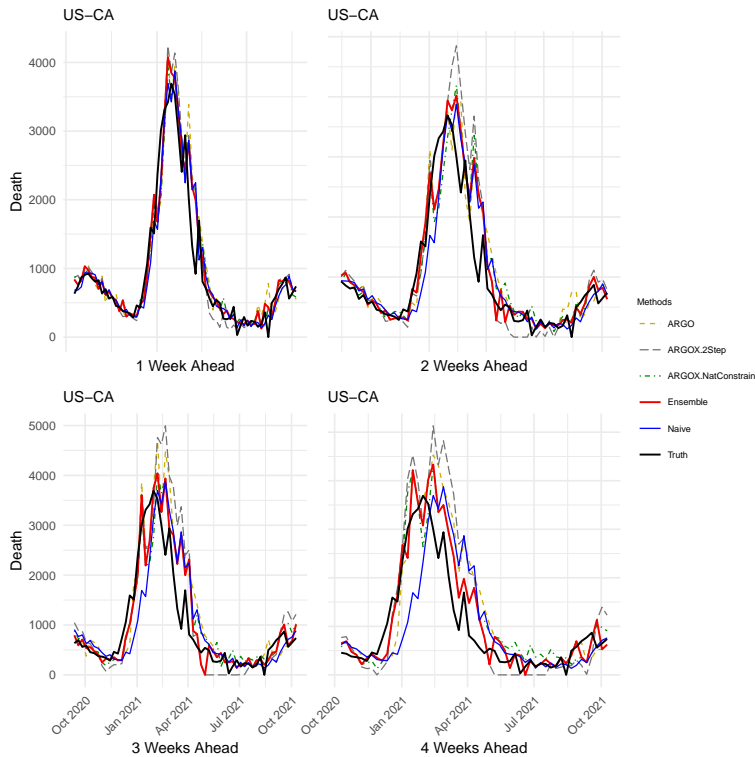 US−CA
US−CA
4000
3000
2000
1000
0
Death
1 Week Ahead
2 Weeks Ahead
Methods
ARGO
ARGOX.2Step
ARGOX.NatConstrain
Ensemble
Naive
Truth
US−CA
US−CA
5000
4000
3000
2000
1000
0
Death
Oct 2020
Jan 2021
Apr 2021
Jul 2021
Oct 2021
Oct 2020
Jan 2021
Apr 2021
Jul 2021
Oct 2021
3 Weeks Ahead
4 Weeks Ahead